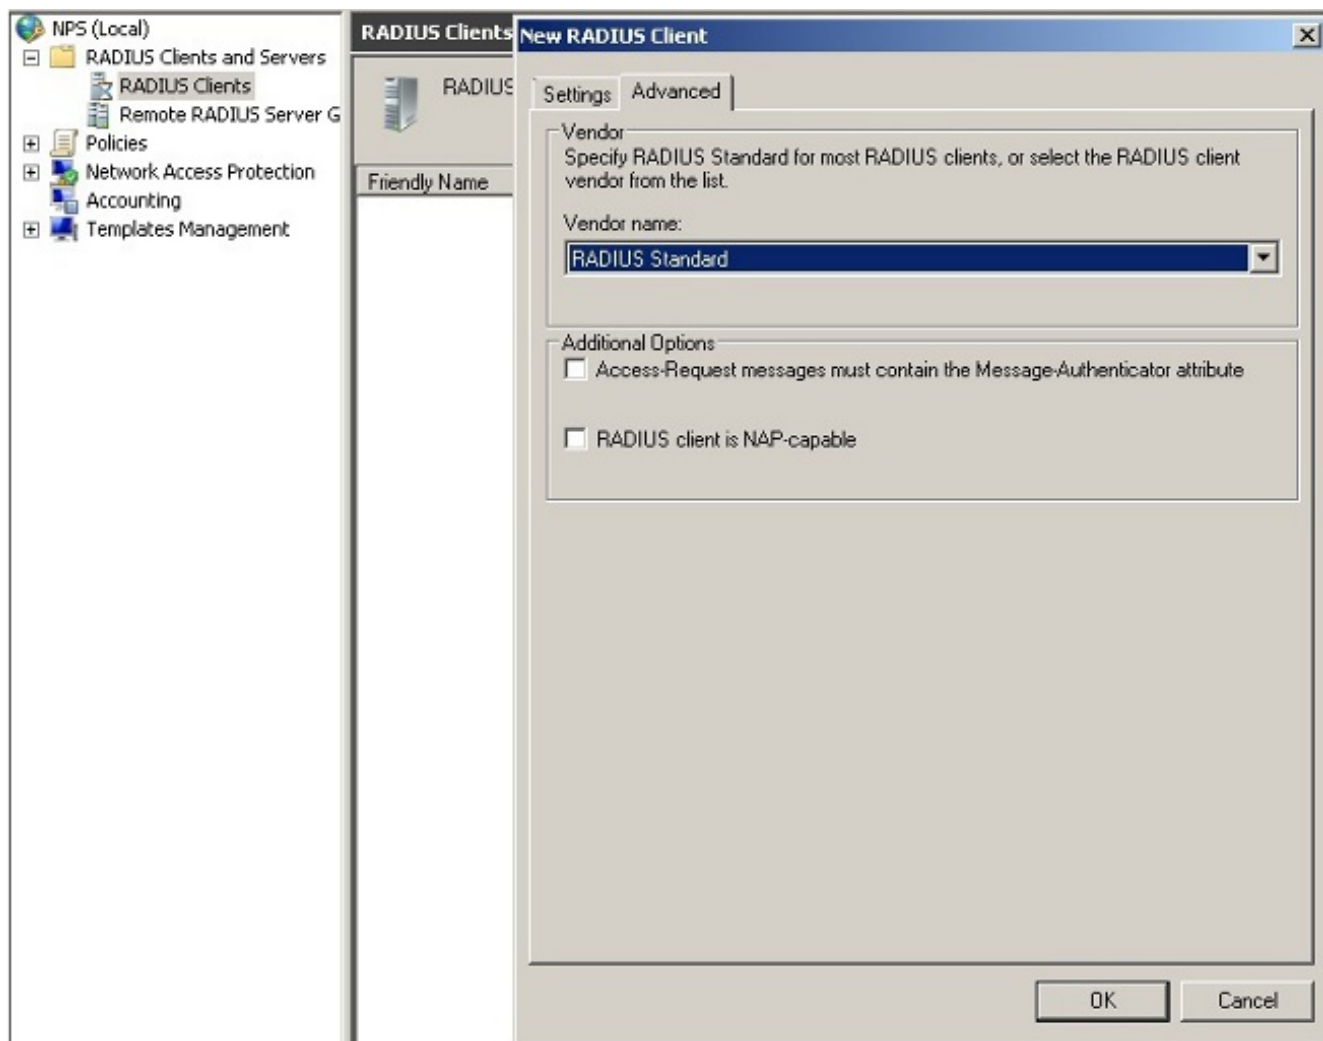 NPS (Local)
RADIUS Clients and Servers
RADIUS Clients
Remote RADIUS Server G
Policies
Network Access Protection
Accounting
Templates Management
RADIUS Clients
RADIUS
Friendly Name
New RADIUS Client
Settings
Advanced
Vendor
Specify RADIUS Standard for most RADIUS clients, or select the RADIUS client
vendor from the list.
Vendor name:
RADIUS Standard
Additional Options
Access-Request messages must contain the Message-Authenticator attribute
RADIUS client is NAP-capable
OK
Cancel